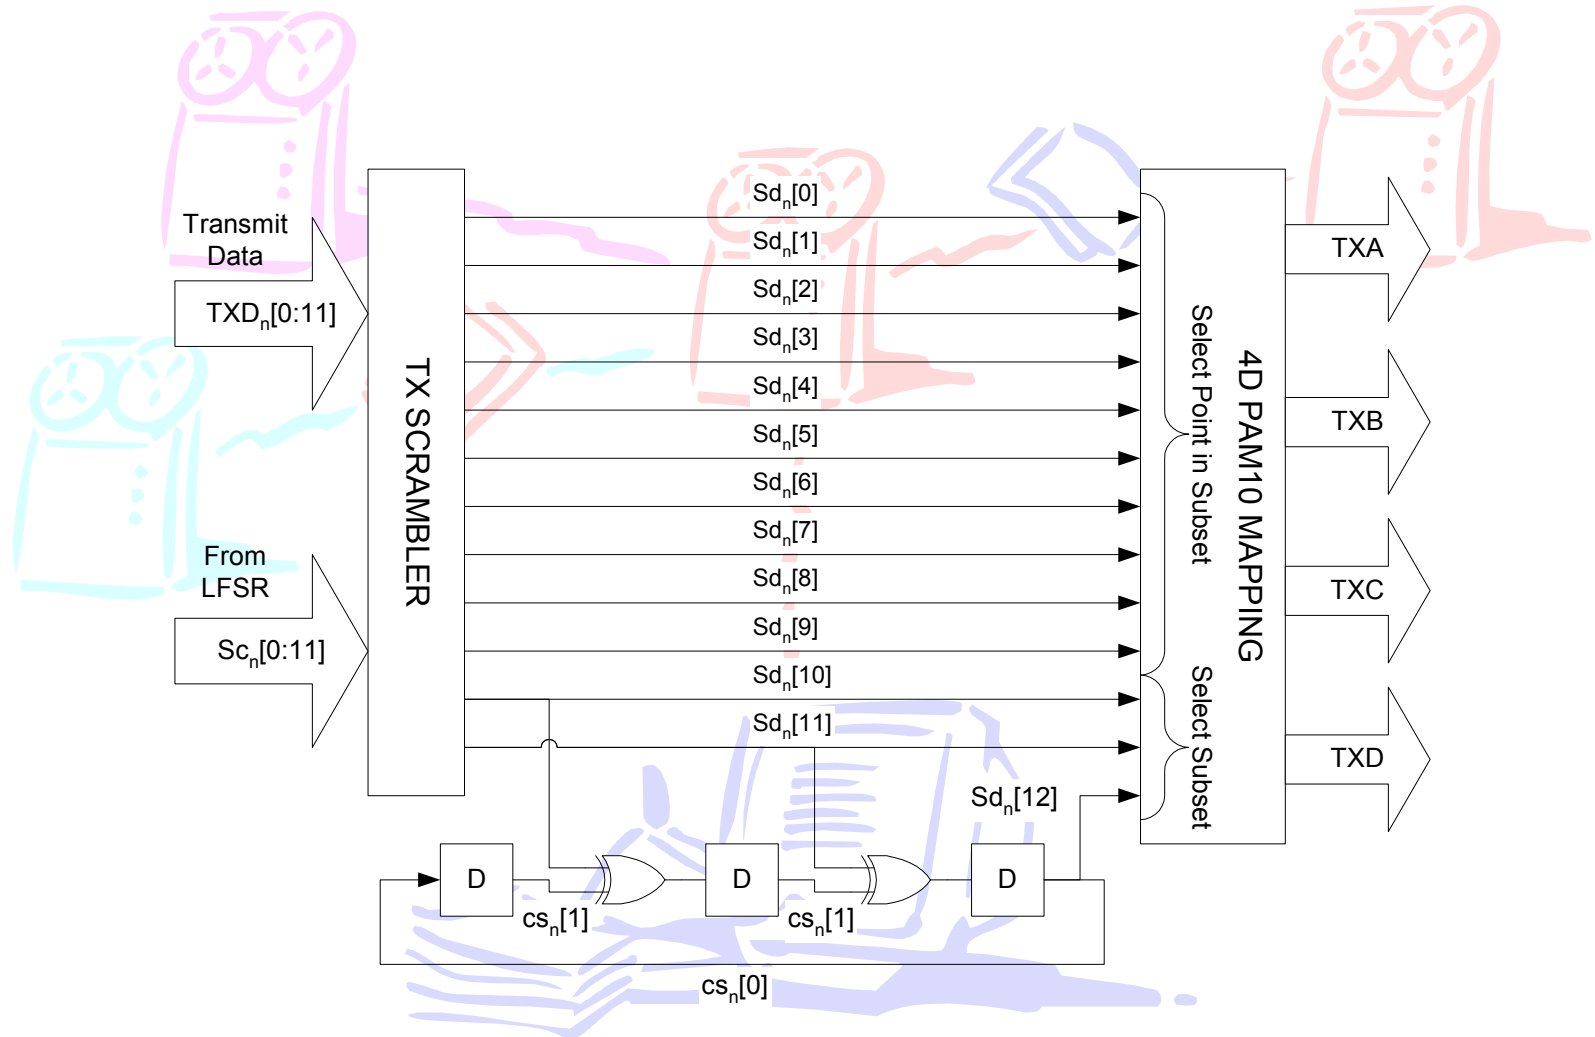 Transmit
Data
TXDn[0:11]
From
LFSR
Scn[0:11]
TX SCRAMBLER
Sdn[0]
Sdn[1]
Sdn[2]
Sdn[3]
Sdn[4]
Sdn[5]
Sdn[6]
Sdn[7]
Sdn[8]
Sdn[9]
Sdn[10]
Sdn[11]
Sdn[12]
Select Point in Subset
Select Subset
4D PAM10 MAPPING
TXA
TXB
TXC
TXD
D
D
D
csn[1]
csn[1]
csn[0]